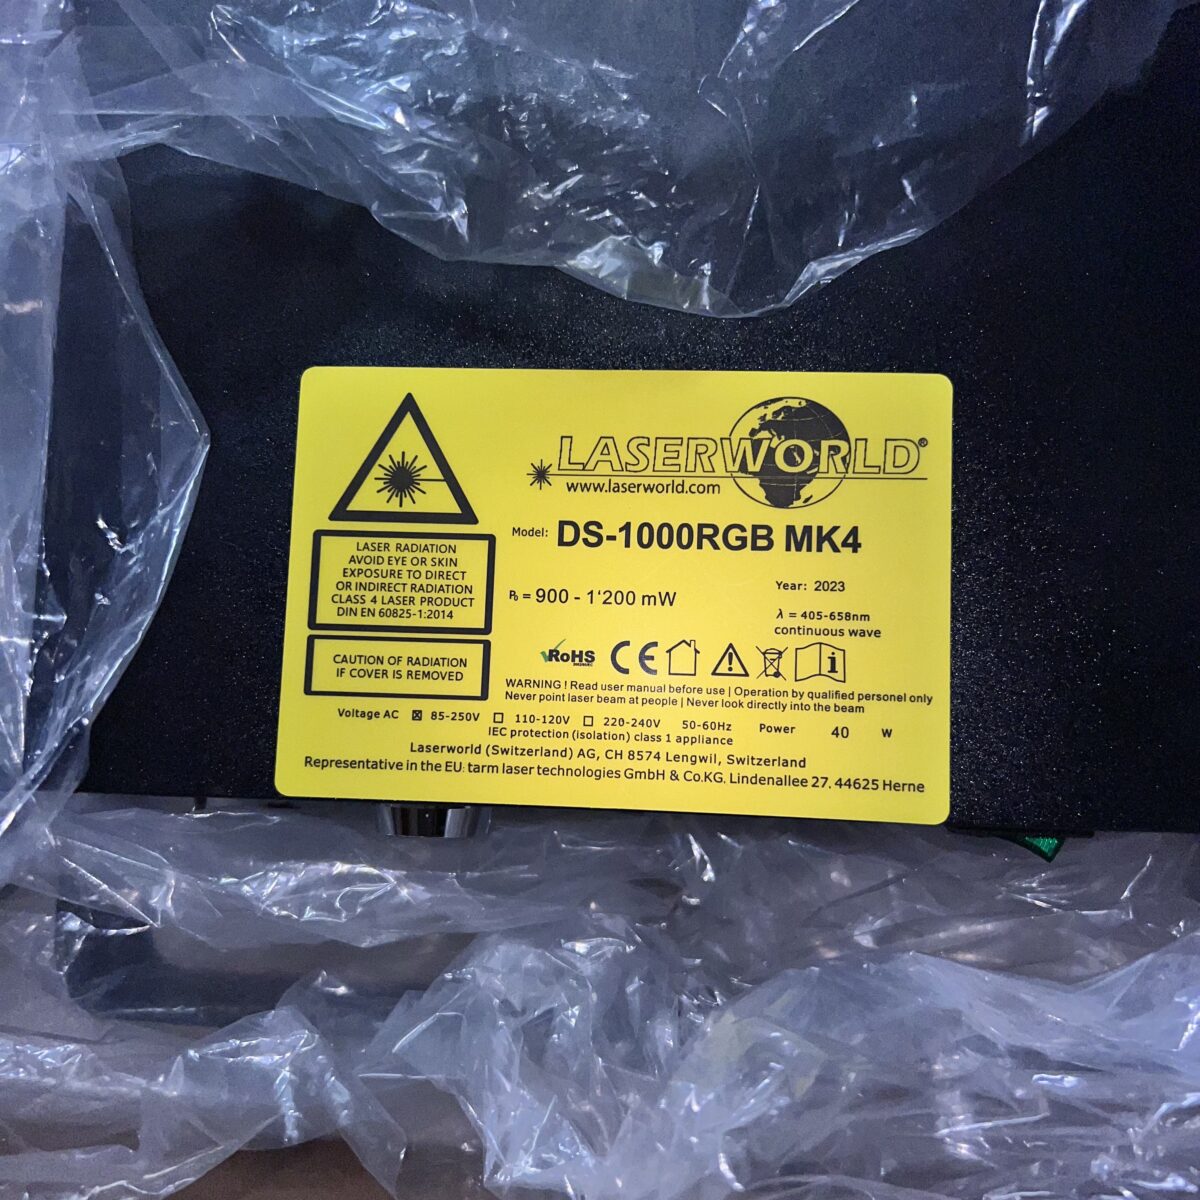 LASERWORLD®
www.laserworld.com
Model: DS-1000RGB MK4
LASER RADIATION
AVOID EYE OR SKIN
EXPOSURE TO DIRECT
OR INDIRECT RADIATION
CLASS 4 LASER PRODUCT
DIN EN 60825-1:2014
CAUTION OF RADIATION
IF COVER IS REMOVED
P₀ = 900 - 1'200 mW
Year: 2023
λ = 405-658nm
continuous wave
RoHS
CE
i
WARNING ! Read user manual before use | Operation by qualified personel only
Never point laser beam at people | Never look directly into the beam
Voltage AC ☒ 85-250V ☐ 110-120V ☐ 220-240V 50-60Hz Power 40 W
IEC protection (isolation) class 1 appliance
Laserworld (Switzerland) AG, CH 8574 Lengwil, Switzerland
Representative in the EU: tarm laser technologies GmbH & Co.KG, Lindenallee 27, 44625 Herne